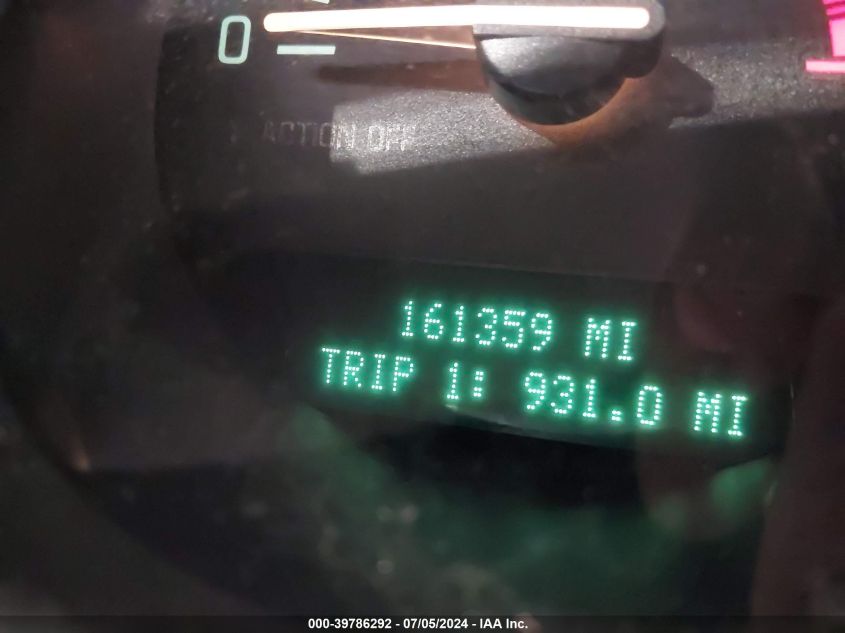 0
ACTION OFF
161359 MI
TRIP 1: 931.0 MI
000-39786292 - 07/05/2024 - IAA Inc.